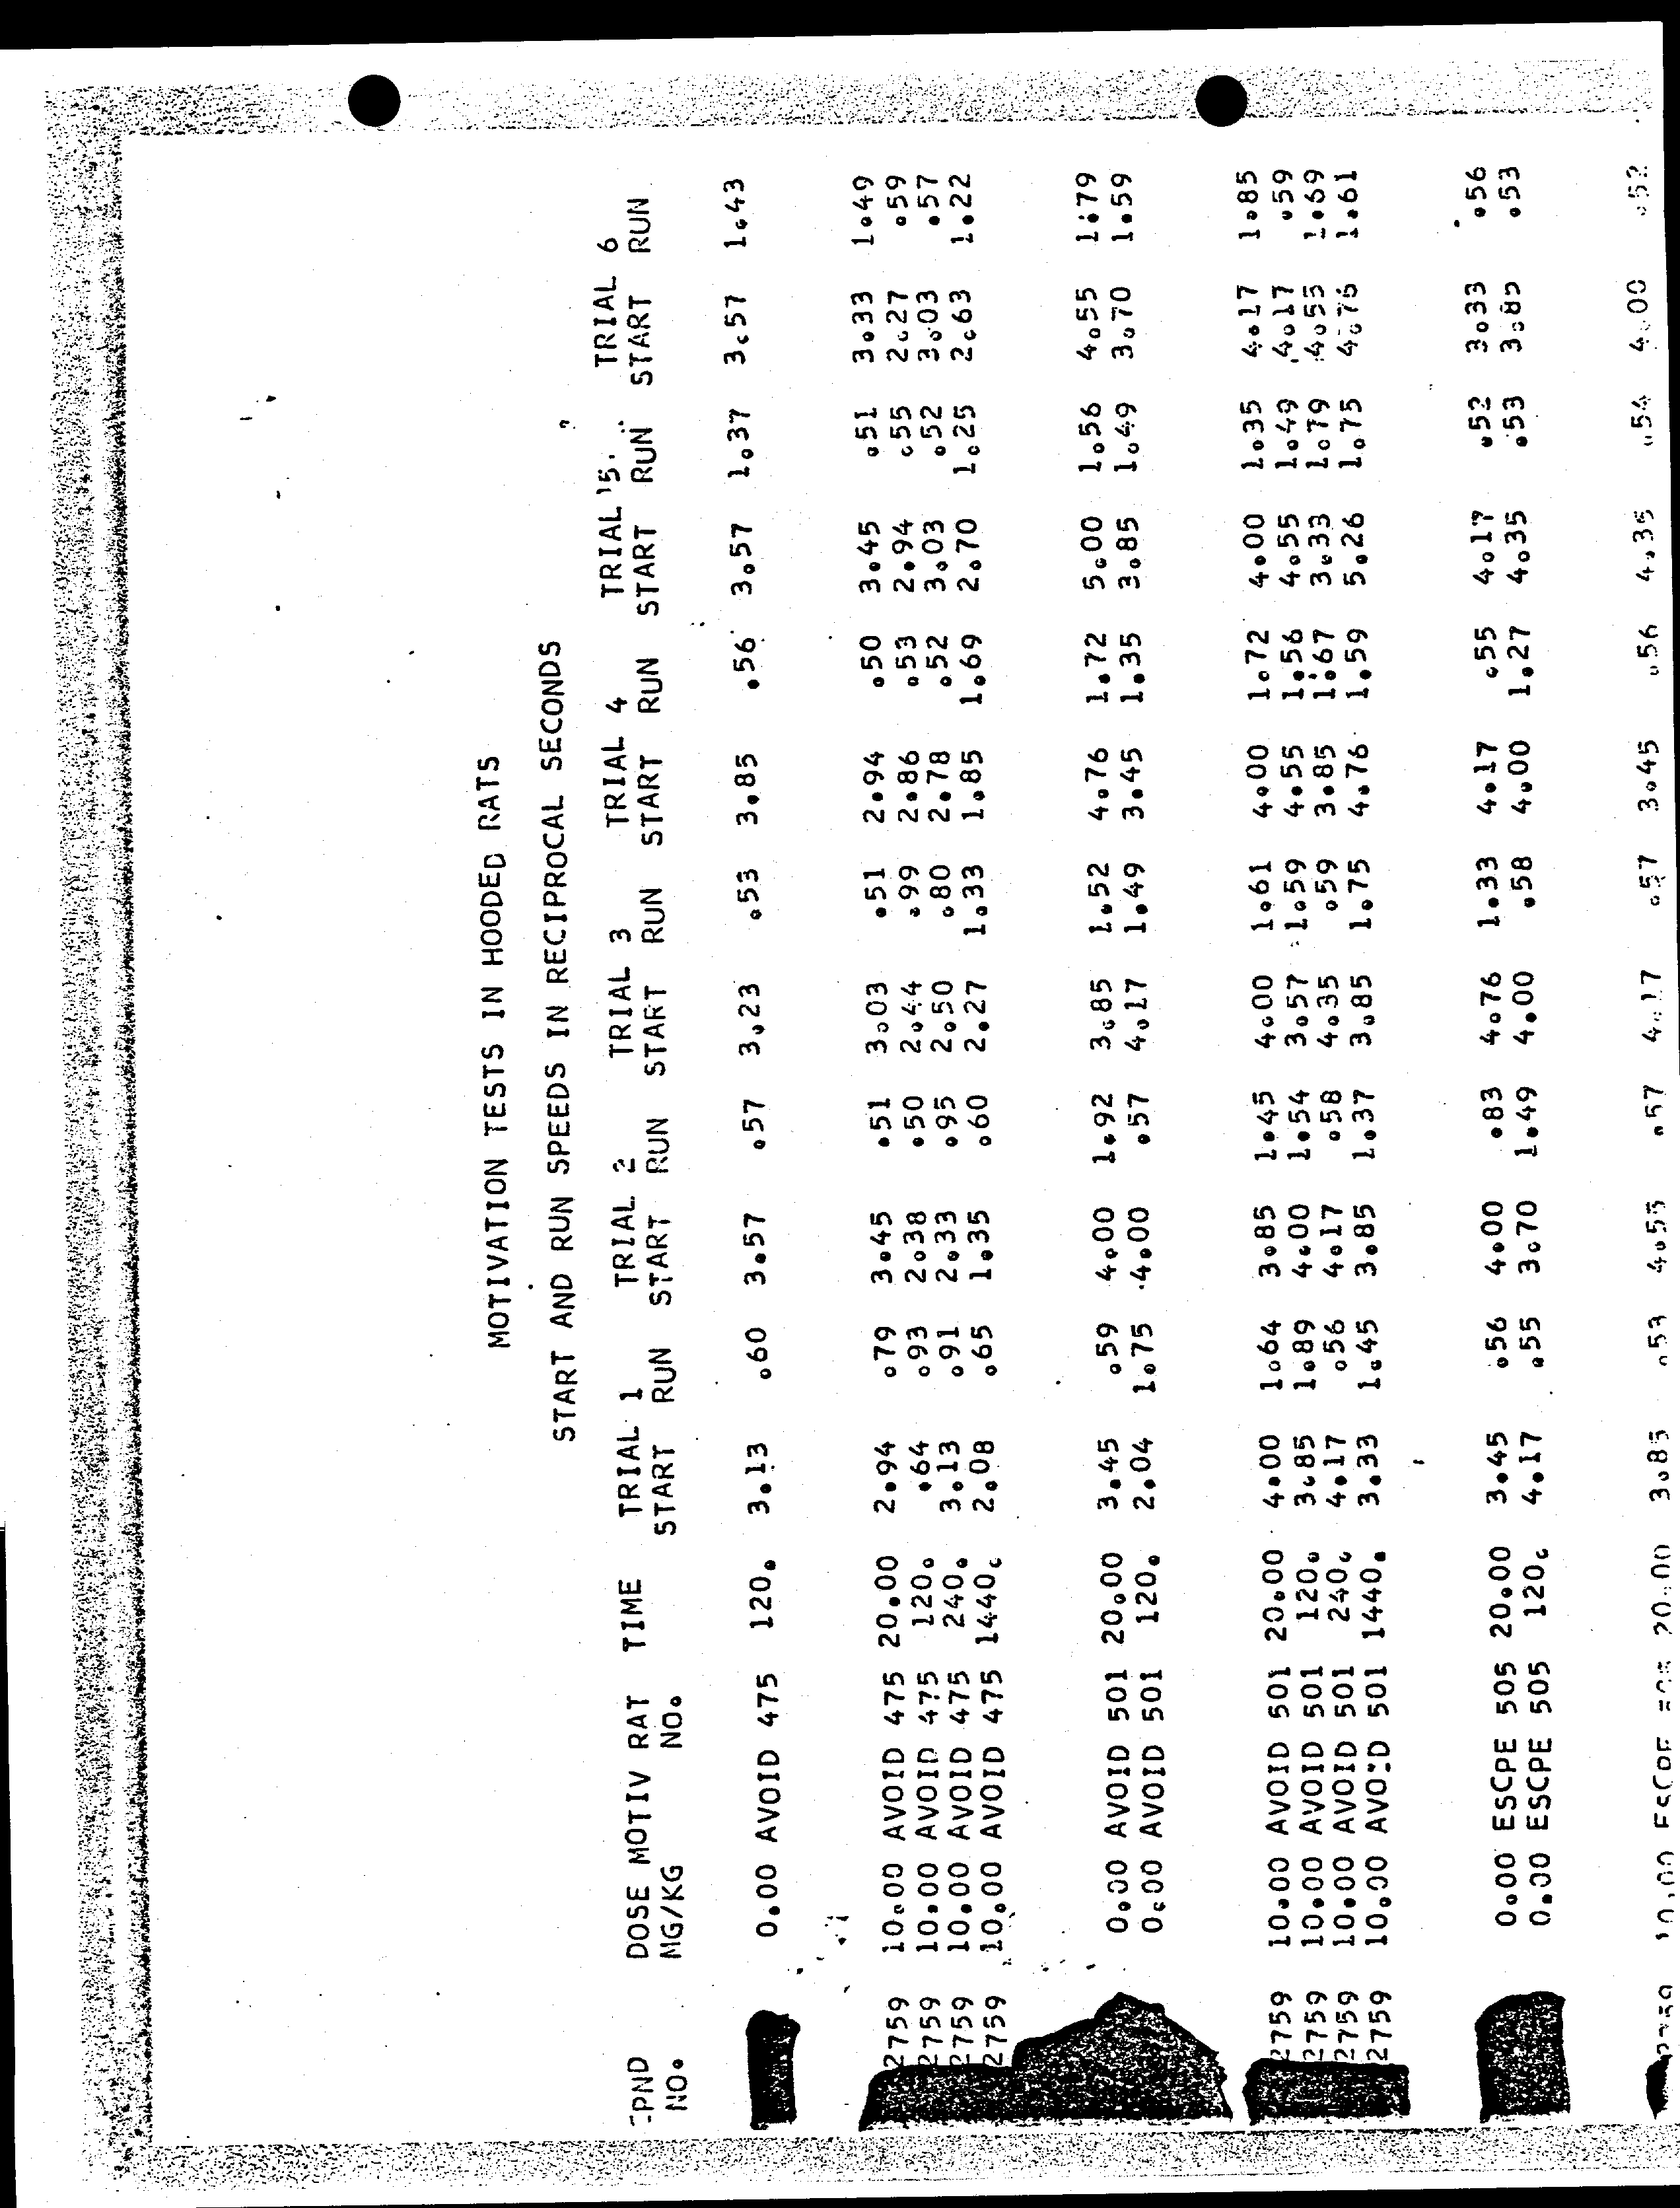 MOTIVATION TESTS IN HOODED RATS
START AND RUN SPEEDS IN RECIPROCAL SECONDS
CPND DOSE MOTIV RAT TIME TRIAL 1 TRIAL 2 TRIAL 3 TRIAL 4 TRIAL 5 TRIAL 6
NO. MG/KG NO. START RUN START RUN START RUN START RUN START RUN START RUN
0.00 AVOID 475 120. 3.13 .60 3.57 .57 3.23 .53 3.85 .56 3.57 1.37 3.57 1.43
2759 10.00 AVOID 475 20.00 2.94 .79 3.45 .51 3.03 .51 2.94 .50 3.45 .51 3.33 1.49
2759 10.00 AVOID 475 120. .64 .93 2.38 .50 2.44 .99 2.86 .53 2.94 .55 2.27 .59
2759 10.00 AVOID 475 240. 3.13 .91 2.33 .95 2.50 .80 2.78 .52 3.03 .52 3.03 .57
2759 10.00 AVOID 475 1440. 2.08 .65 1.35 .60 2.27 1.33 1.85 1.69 2.70 1.25 2.63 1.22
0.00 AVOID 501 20.00 3.45 .59 4.00 1.92 3.85 1.52 4.76 1.72 5.00 1.56 4.55 1.79
0.00 AVOID 501 120. 2.04 1.75 4.00 .57 4.17 1.49 3.45 1.35 3.85 1.49 3.70 1.59
2759 10.00 AVOID 501 20.00 4.00 1.64 3.85 1.45 4.00 1.61 4.00 1.72 4.00 1.35 4.17 1.85
2759 10.00 AVOID 501 120. 3.85 1.89 4.00 1.54 3.57 1.59 4.55 1.56 4.55 1.49 4.17 .59
2759 10.00 AVOID 501 240. 4.17 .56 4.17 .58 4.35 .59 3.85 1.67 3.33 1.79 4.55 1.69
2759 10.00 AVOID 501 1440. 3.33 1.45 3.85 1.37 3.85 1.75 4.76 1.59 5.26 1.75 4.76 1.61
0.00 ESCPE 505 20.00 3.45 .56 4.00 .83 4.76 1.33 4.17 .55 4.17 .52 3.33 .56
0.00 ESCPE 505 120. 4.17 .55 3.70 1.49 4.00 .58 4.00 1.27 4.35 .53 3.85 .53
2759 10.00 ESCPE 20.00 3.85 .53 4.55 .57 4.17 .57 3.45 .56 4.35 .54 4.00 .52